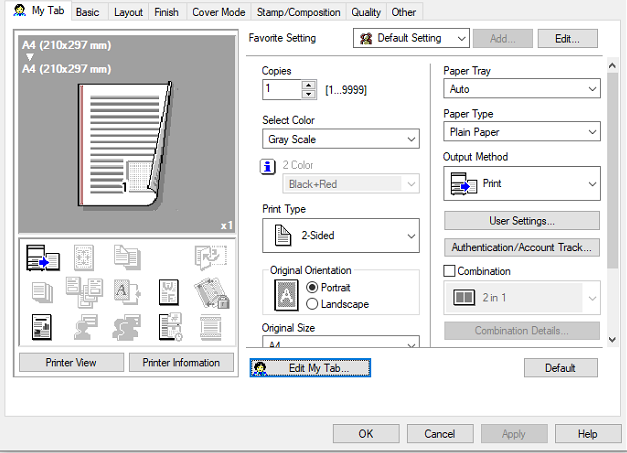 My Tab Basic Layout Finish Cover Mode Stamp/Composition Quality Other
A4 (210x297 mm)
A4 (210x297 mm)
1
x 1
Printer View Printer Information
Favorite Setting Default Setting Add... Edit...
Copies
1 [1...9999]
Select Color
Gray Scale
2 Color
Black+Red
Print Type
2-Sided
Original Orientation
A Portrait
Landscape
Original Size
A4
Paper Tray
Auto
Paper Type
Plain Paper
Output Method
Print
User Settings...
Authentication/Account Track...
Combination
2 in 1
Combination Details...
Edit My Tab... Default
OK Cancel Apply Help